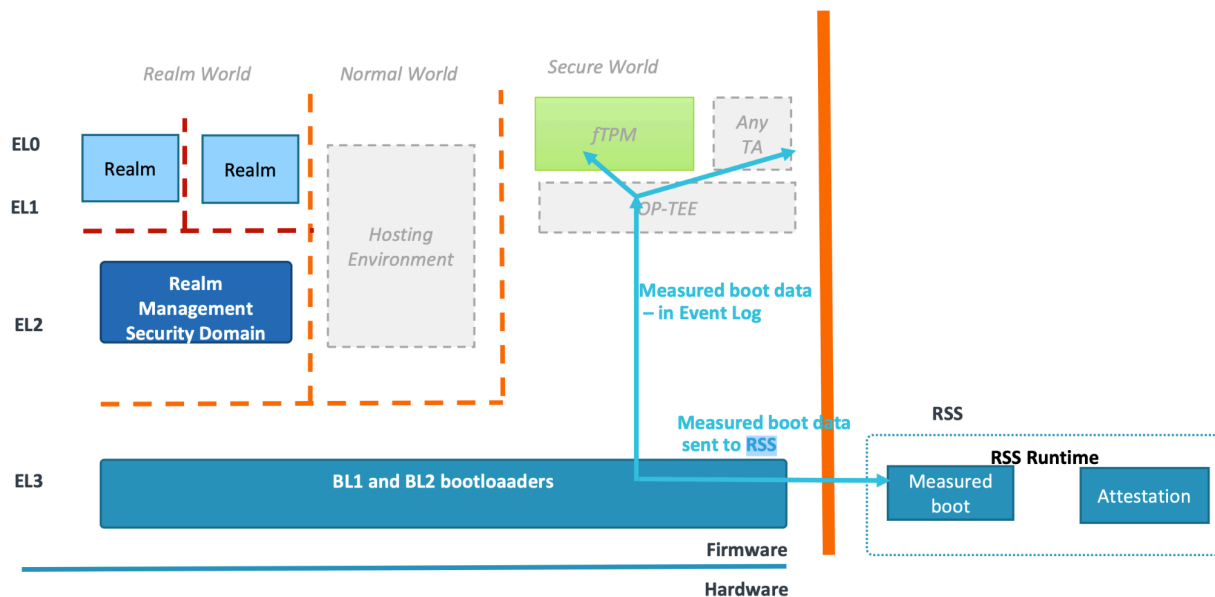 Realm World
Normal World
Secure World
EL0
EL1
EL2
EL3
Realm
Realm
Realm
Management
Security Domain
Hosting
Environment
fTPM
Any
TA
OP-TEE
Measured boot data
– in Event Log
Measured boot data
sent to RSS
BL1 and BL2 bootloaaders
Firmware
Hardware
RSS
RSS Runtime
Measured
boot
Attestation